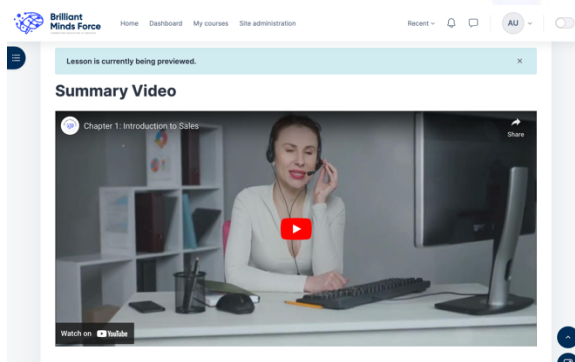 Brilliant
Minds Force
Home Dashboard My courses Site administration
Recent
AU
Lesson is currently being previewed. ×
Summary Video
Chapter 1: Introduction to Sales
Share
Watch on YouTube